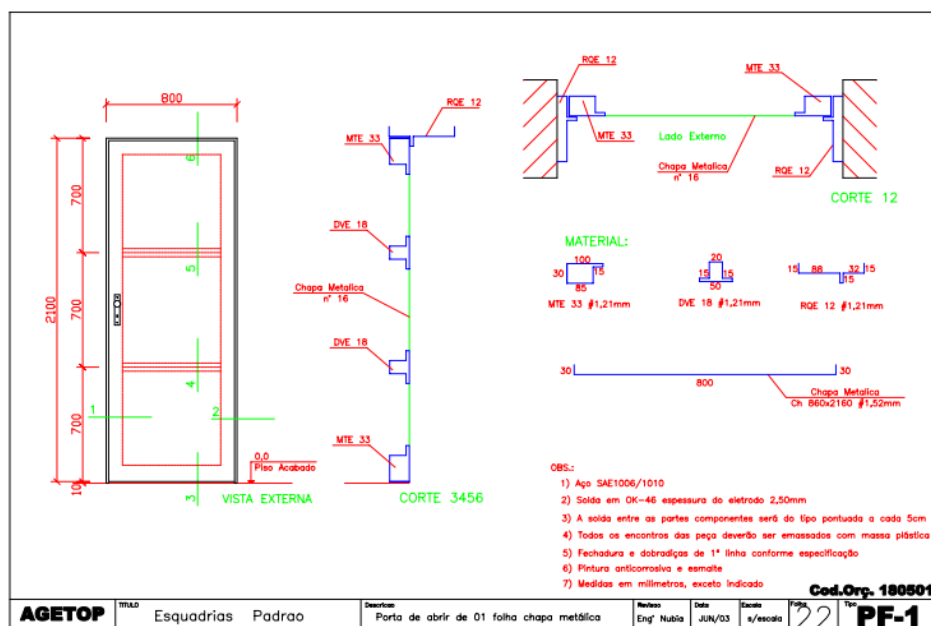 800
2100
700
700
700
10
6
5
4
3
1
2
0,0
Piso Acabado
VISTA EXTERNA
RQE 12
MTE 33
DVE 18
Chapa Metalica
n° 16
DVE 18
MTE 33
CORTE 3456
RQE 12
MTE 33
MTE 33
Lado Externo
Chapa Metalica
n° 16
RQE 12
CORTE 12
MATERIAL:
100
30
15
85
MTE 33 #1,21mm
20
15
15
50
DVE 18 #1,21mm
15
88
32
15
15
RQE 12 #1,21mm
30
800
30
Chapa Metalica
Ch 860x2160 #1,52mm
OBS.:
1) Aço SAE1006/1010
2) Solda em OK-46 espessura do eletrodo 2,50mm
3) A solda entre as partes componentes será do tipo pontuada a cada 5cm
4) Todos os encontros das peça deverão ser emassados com massa plástica
5) Fechadura e dobradiças de 1ª linha conforme especificação
6) Pintura anticorrosiva e esmalte
7) Medidas em milimetros, exceto indicado
Cod.Orç. 180501
AGETOP
TITULO
Esquadrias Padrao
Descricao
Porta de abrir de 01 folha chapa metálica
Revisao
Engª Nubia
Data
JUN/03
Escala
s/escala
Folha
22
Tipo
PF-1